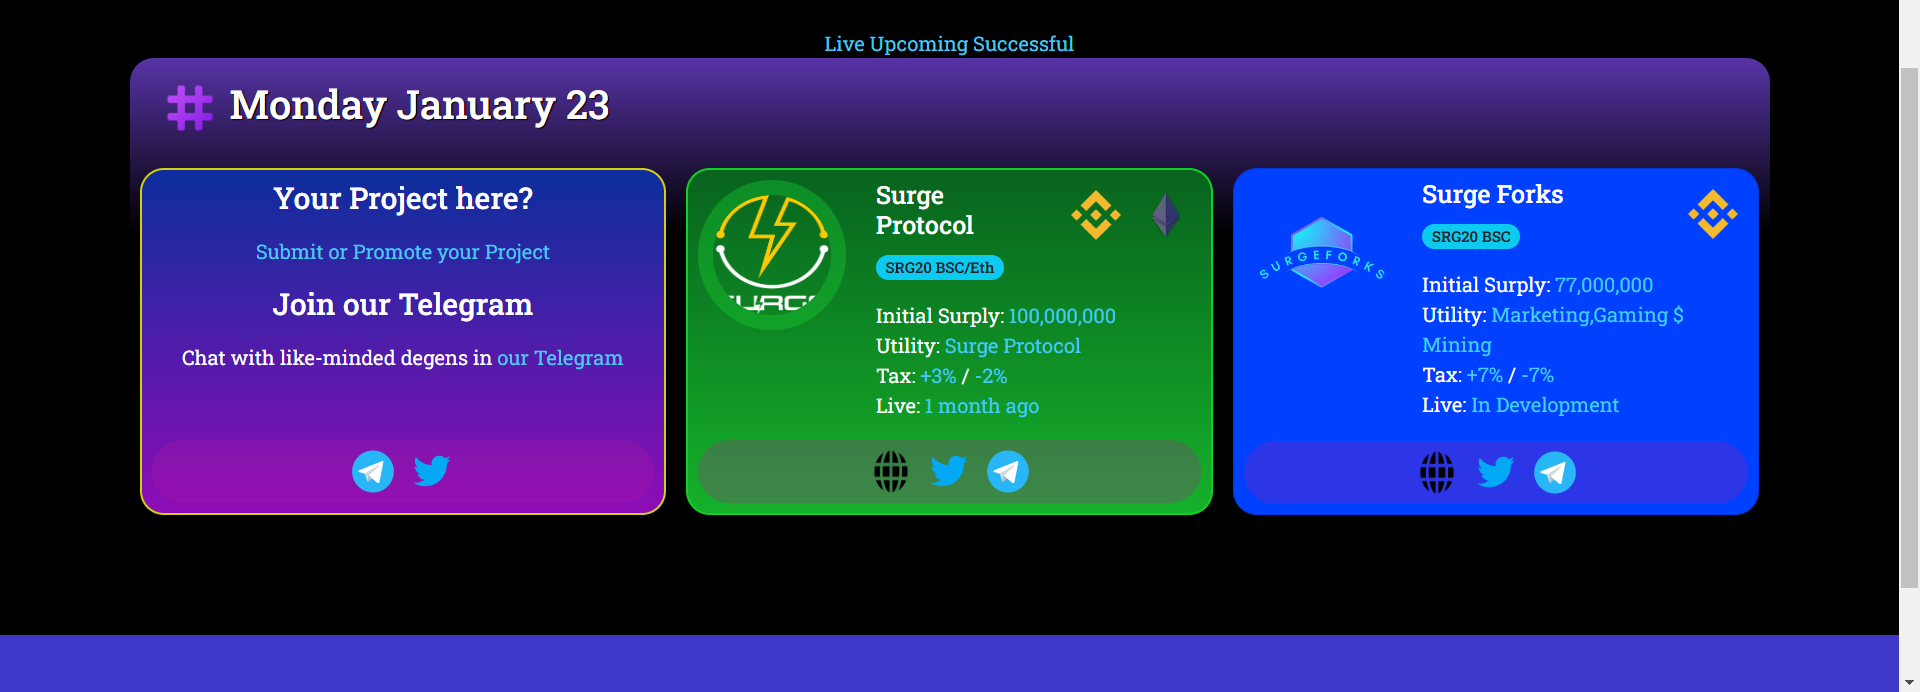 Live Upcoming Successful
Monday January 23
Your Project here?
Submit or Promote your Project
Join our Telegram
Chat with like-minded degens in our Telegram
Surge
Protocol
SRG20 BSC/Eth
Initial Surply: 100,000,000
Utility: Surge Protocol
Tax: +3% / -2%
Live: 1 month ago
SURGE
SURGEFORKS
Surge Forks
SRG20 BSC
Initial Surply: 77,000,000
Utility: Marketing,Gaming $
Mining
Tax: +7% / -7%
Live: In Development